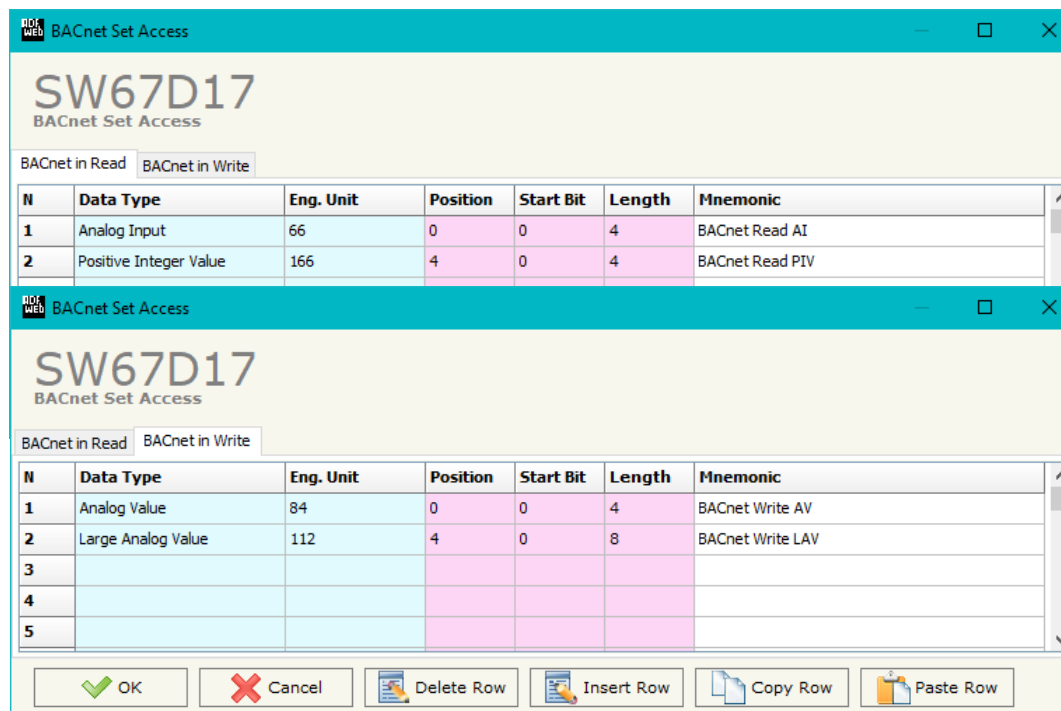 ADF WEB BACnet Set Access
SW67D17
BACnet Set Access
BACnet in Read BACnet in Write
N Data Type Eng. Unit Position Start Bit Length Mnemonic
1 Analog Input 66 0 0 4 BACnet Read AI
2 Positive Integer Value 166 4 0 4 BACnet Read PIV
ADF WEB BACnet Set Access
SW67D17
BACnet Set Access
BACnet in Read BACnet in Write
N Data Type Eng. Unit Position Start Bit Length Mnemonic
1 Analog Value 84 0 0 4 BACnet Write AV
2 Large Analog Value 112 4 0 8 BACnet Write LAV
3
4
5
OK Cancel Delete Row Insert Row Copy Row Paste Row